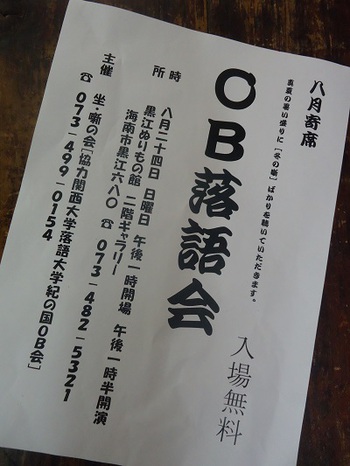 八月寄席
真夏の暑い盛りに[冬の噺]ばかりを聴いていただきます。
OB落語会
入場無料
時 八月二十四日 日曜日 午後一時開場 午後一時半開演
所 黒江ぬりもの館 二階ギャラリー
海南市黒江六八〇 ☎ 073-482-5321
主催 坐・噺の会[協力関西大学落語大学紀の国OB会]
☎ 073-499-0154